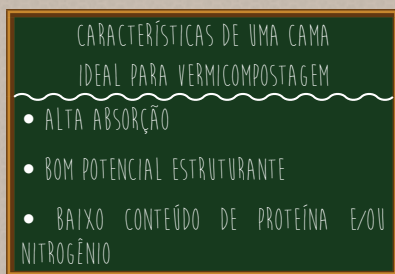 CARACTERÍSTICAS DE UMA CAMA
IDEAL PARA VERMICOMPOSTAGEM
• ALTA ABSORÇÃO
• BOM POTENCIAL ESTRUTURANTE
• BAIXO CONTEÚDO DE PROTEÍNA E/OU
NITROGÊNIO